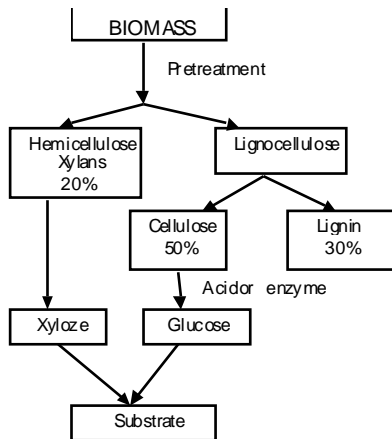 BIOMASS
Pretreatment
Hemicellulose
Xylans
20%
Lignocellulose
Cellulose
50%
Lignin
30%
Acidor enzyme
Xyloze
Glucose
Substrate